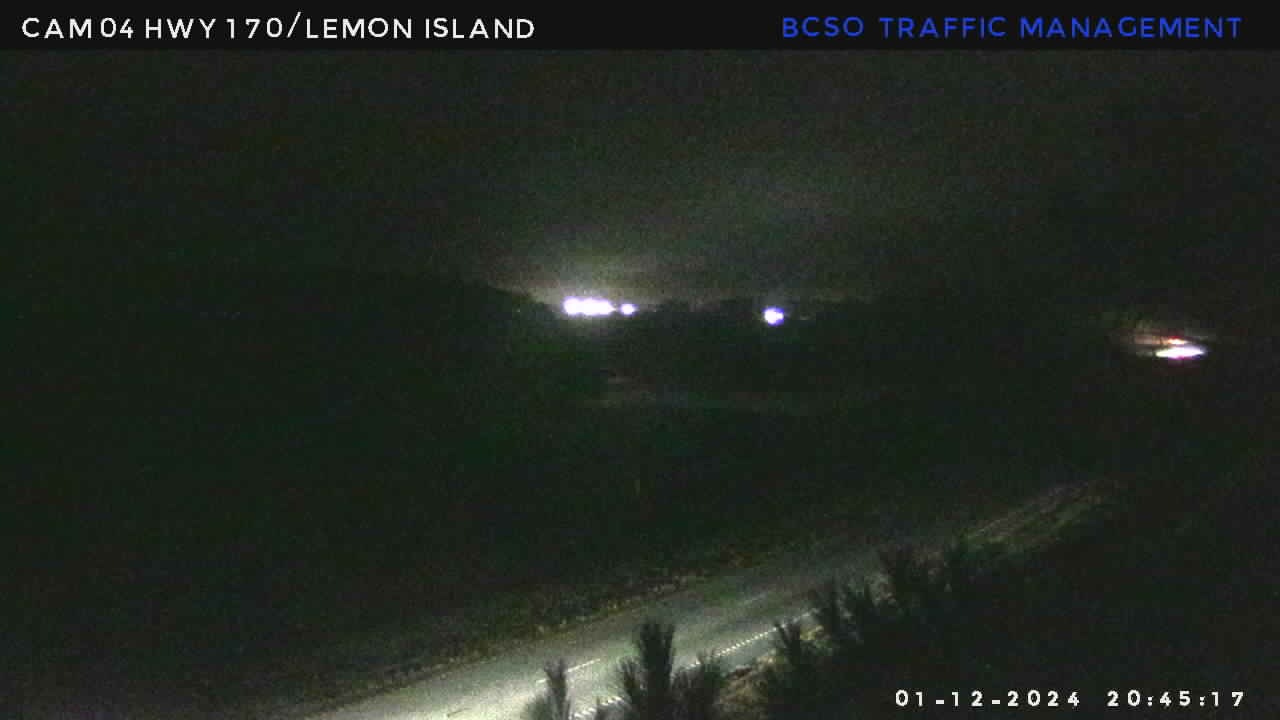 CAM04 HWY 170/LEMON ISLAND
BCSO TRAFFIC MANAGEMENT
01-12-2024 20:45:17